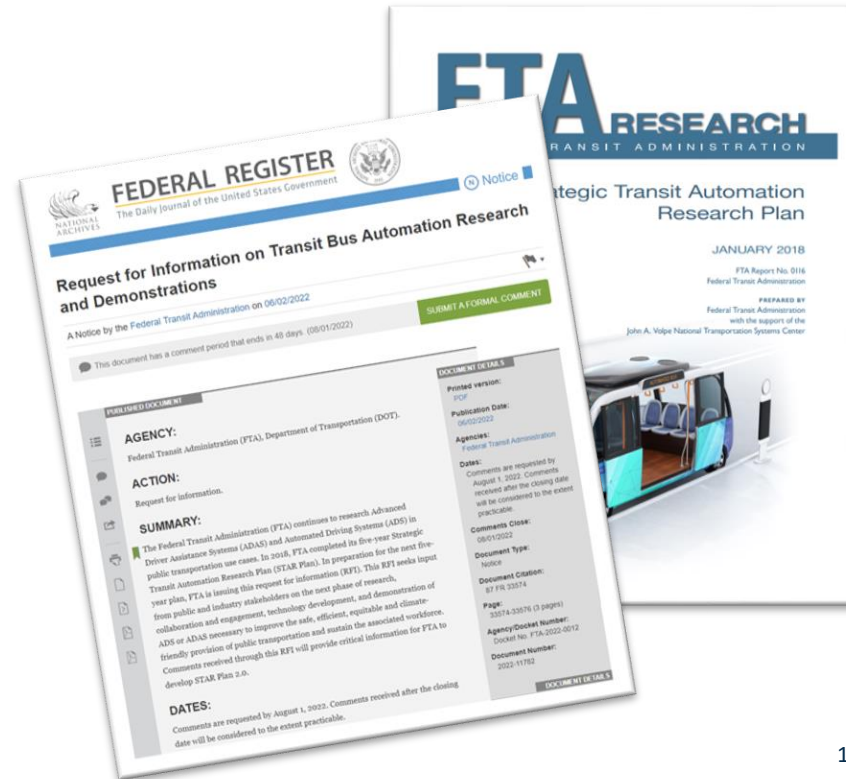 NATIONAL
ARCHIVES
FEDERAL REGISTER
The Daily Journal of the United States Government
N Notice
Request for Information on Transit Bus Automation Research
and Demonstrations
A Notice by the Federal Transit Administration on 06/02/2022
This document has a comment period that ends in 48 days. (08/01/2022)
SUBMIT A FORMAL COMMENT
PUBLISHED DOCUMENT
AGENCY:
Federal Transit Administration (FTA), Department of Transportation (DOT).
ACTION:
Request for information.
SUMMARY:
The Federal Transit Administration (FTA) continues to research Advanced
Driver Assistance Systems (ADAS) and Automated Driving Systems (ADS) in
public transportation use cases. In 2018, FTA completed its five-year Strategic
Transit Automation Research Plan (STAR Plan). In preparation for the next five-
year plan, FTA is issuing this request for information (RFI). This RFI seeks input
from public and industry stakeholders on the next phase of research,
collaboration and engagement, technology development, and demonstration of
ADS or ADAS necessary to improve the safe, efficient, equitable and climate-
friendly provision of public transportation and sustain the associated workforce.
Comments received through this RFI will provide critical information for FTA to
develop STAR Plan 2.0.
DATES:
Comments are requested by August 1, 2022. Comments received after the closing
date will be considered to the extent practicable.
DOCUMENT DETAILS
Printed version:
PDF
Publication Date:
06/02/2022
Agencies:
Federal Transit Administration
Dates:
Comments are requested by
August 1, 2022. Comments
received after the closing date
will be considered to the extent
practicable.
Comments Close:
08/01/2022
Document Type:
Notice
Document Citation:
87 FR 33574
Page:
33574-33576 (3 pages)
Agency/Docket Number:
Docket No. FTA-2022-0012
Document Number:
2022-11782
DOCUMENT DETAILS
FTA RESEARCH
RANSIT ADMINISTRATION
tegic Transit Automation
Research Plan
JANUARY 2018
FTA Report No. 0116
Federal Transit Administration
PREPARED BY
Federal Transit Administration
with the support of the
John A. Volpe National Transportation Systems Center
1